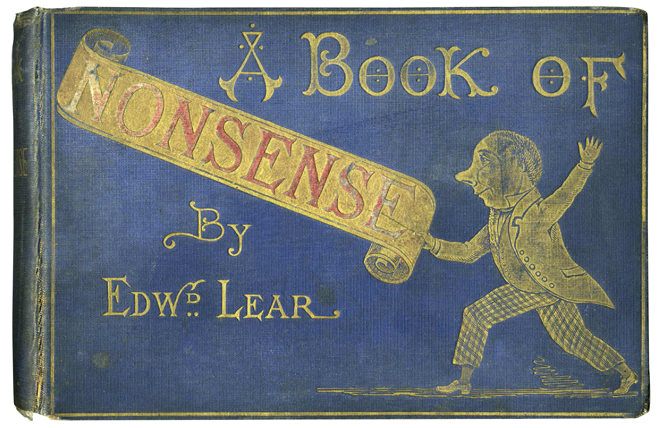 A BOOK OF
NONSENSE
By
EDWD. LEAR